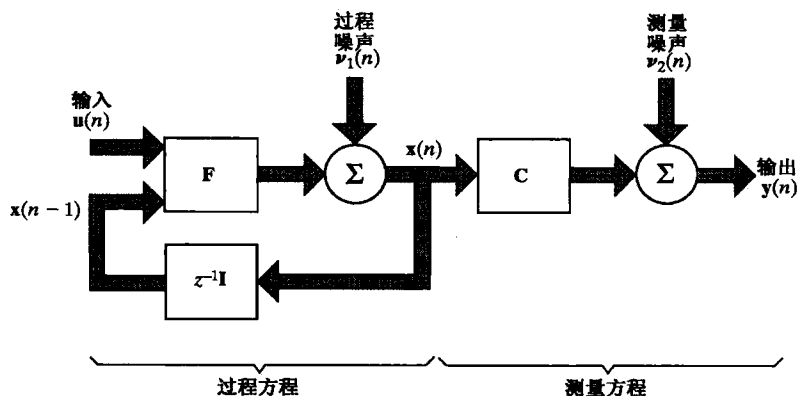 过程
噪声
ν₁(n)
测量
噪声
ν₂(n)
输入
u(n)
F
Σ
x(n)
C
Σ
输出
y(n)
x(n − 1)
z⁻¹I
过程方程
测量方程